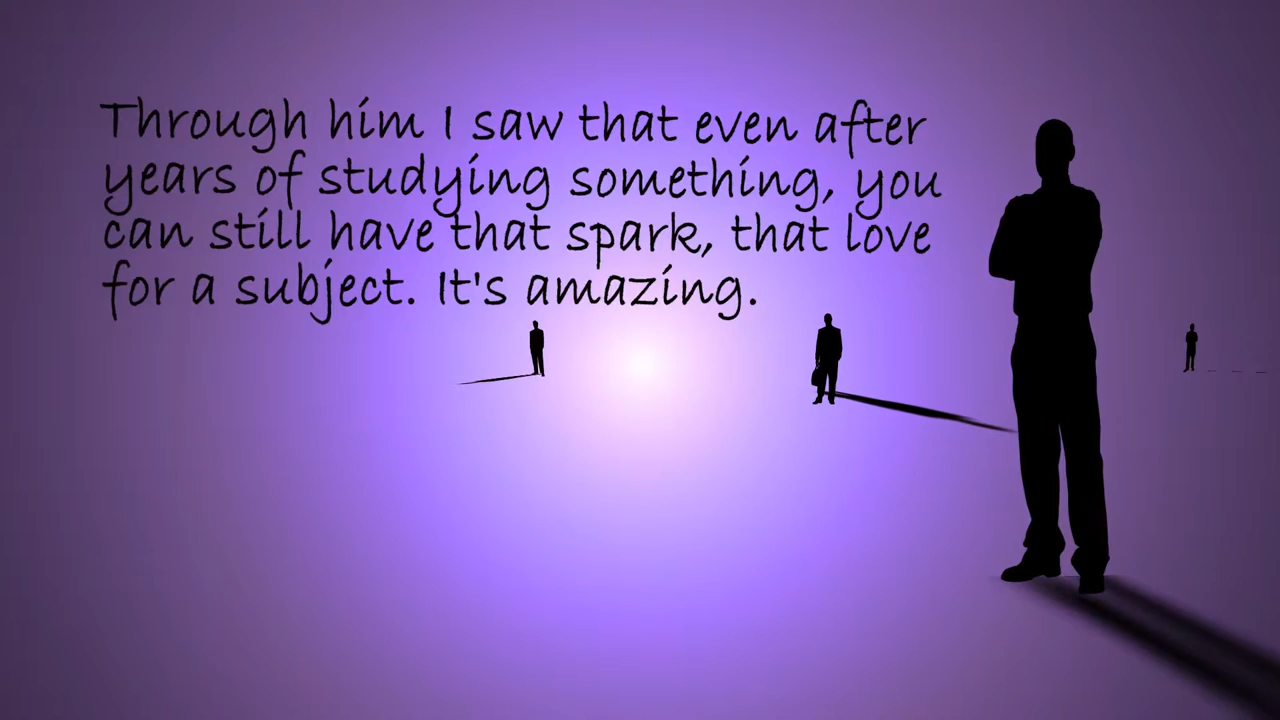 Through him I saw that even after
years of studying something, you
can still have that spark, that love
for a subject. It's amazing.